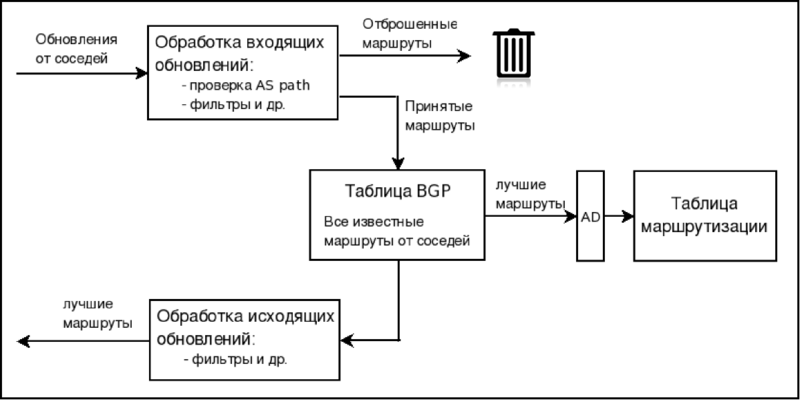 Обновления
от соседей
Обработка входящих
обновлений:
- проверка AS path
- фильтры и др.
Отброшенные
маршруты
Принятые
маршруты
Таблица BGP
Все известные
маршруты от соседей
лучшие
маршруты
AD
Таблица
маршрутизации
лучшие
маршруты
Обработка исходящих
обновлений:
- фильтры и др.